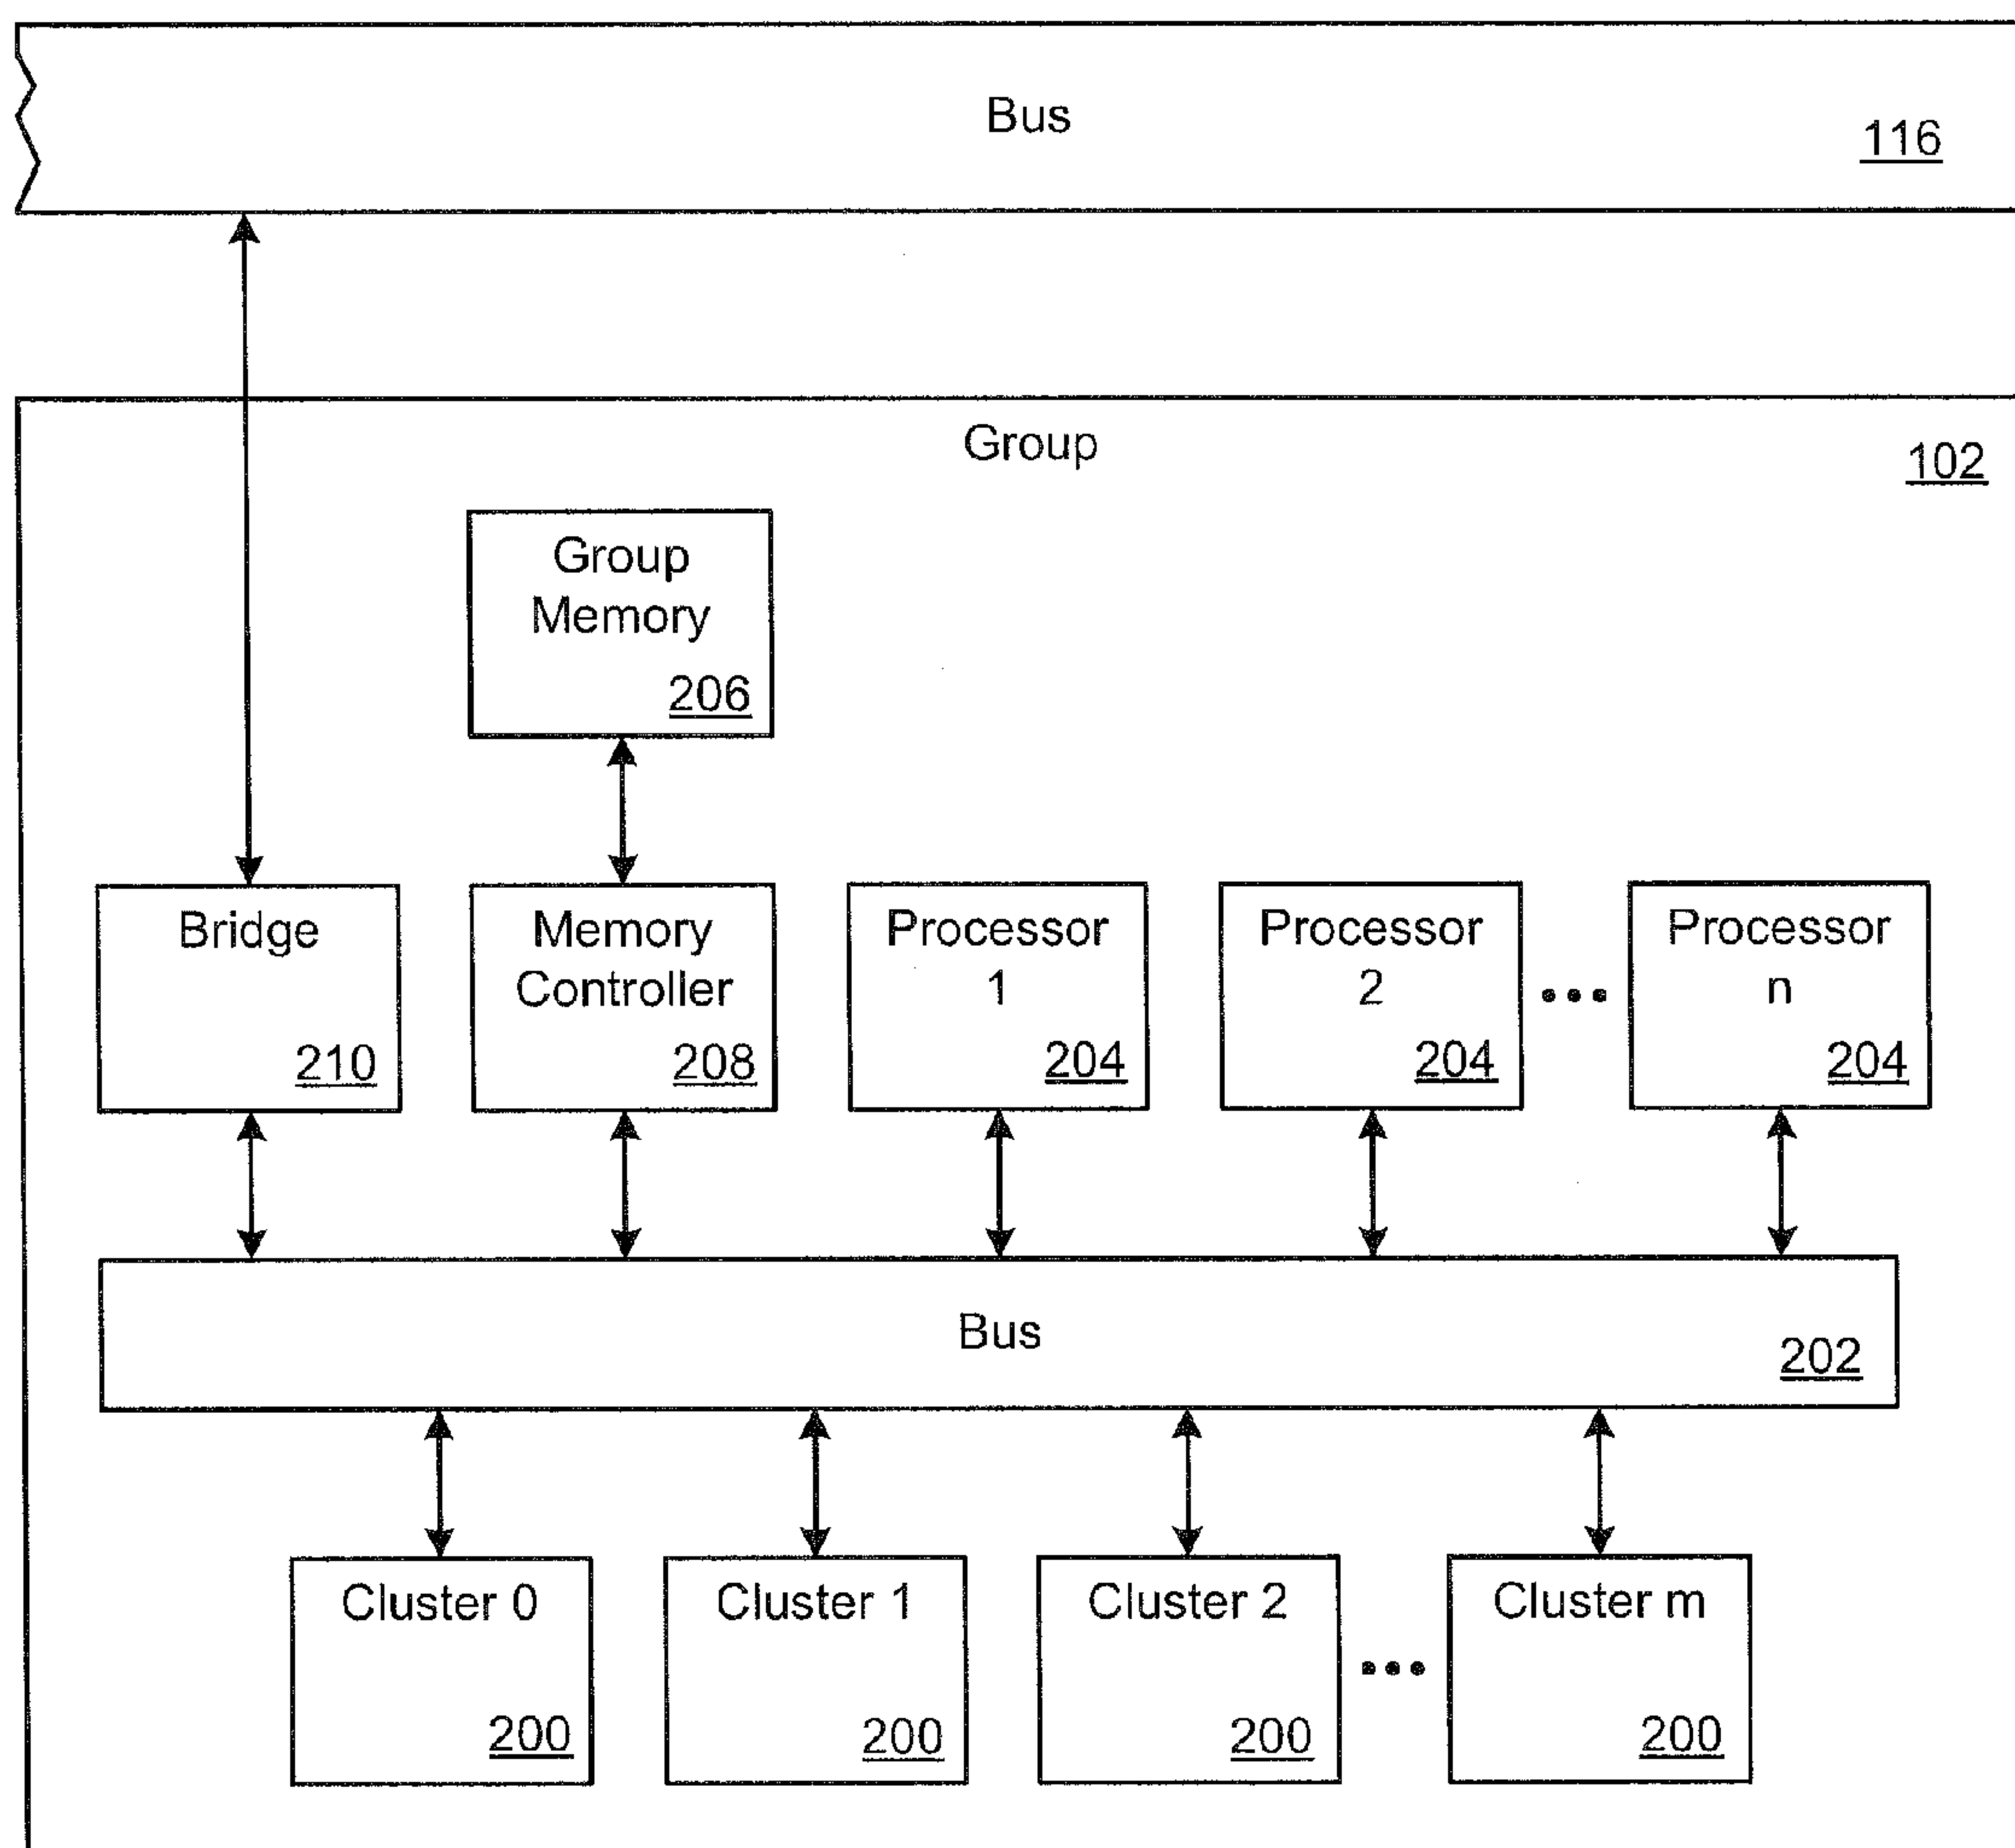 Bus
116
Group
102
Group
Memory
206
Bridge
210
Memory
Controller
208
Processor
1
204
Processor
2
204
•••
Processor
n
204
Bus
202
Cluster 0
200
Cluster 1
200
Cluster 2
200
•••
Cluster m
200